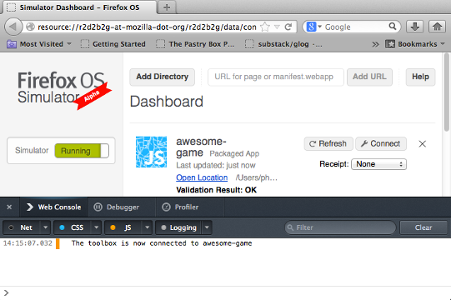 Simulator Dashboard – Firefox OS
resource://r2d2b2g-at-mozilla-dot-org/r2d2b2g/data/con
Google
Most Visited
Getting Started
The Pastry Box P...
substack/glog – ...
»
Bookmarks
Firefox OS
Simulator
Alpha
Add Directory
URL for page or manifest.webapp
Add URL
Help
Dashboard
Simulator
Running
JS
awesome-
game
Packaged App
Refresh
Connect
Last updated: just now
Receipt:
None
Open Location
/Users/ph...
Validation Result: OK
Web Console
Debugger
Profiler
Net
CSS
JS
Logging
Filter
Clear
14:15:07.032
The toolbox is now connected to awesome-game
>